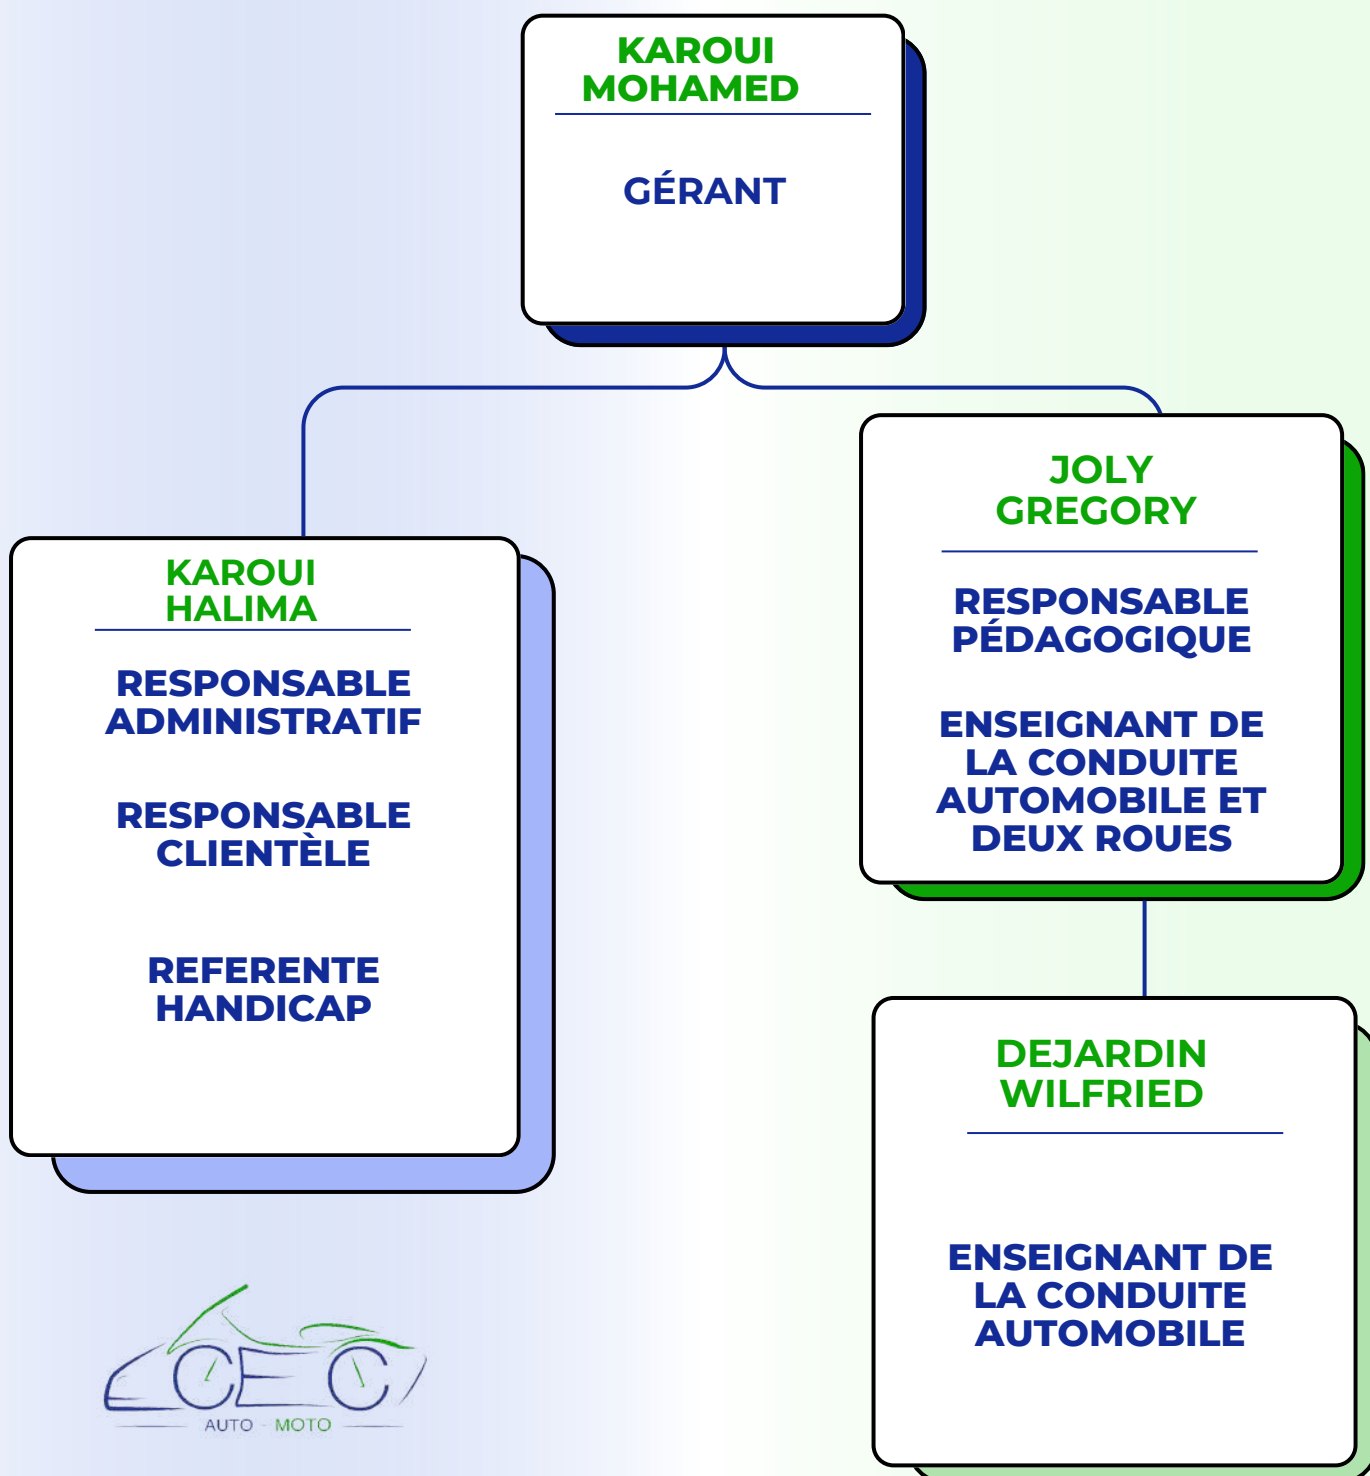 KAROUI
MOHAMED
GÉRANT
JOLY
GREGORY
RESPONSABLE
PÉDAGOGIQUE
ENSEIGNANT DE
LA CONDUITE
AUTOMOBILE ET
DEUX ROUES
KAROUI
HALIMA
RESPONSABLE
ADMINISTRATIF
RESPONSABLE
CLIENTÈLE
REFERENTE
HANDICAP
DEJARDIN
WILFRIED
ENSEIGNANT DE
LA CONDUITE
AUTOMOBILE
CEC
AUTO - MOTO